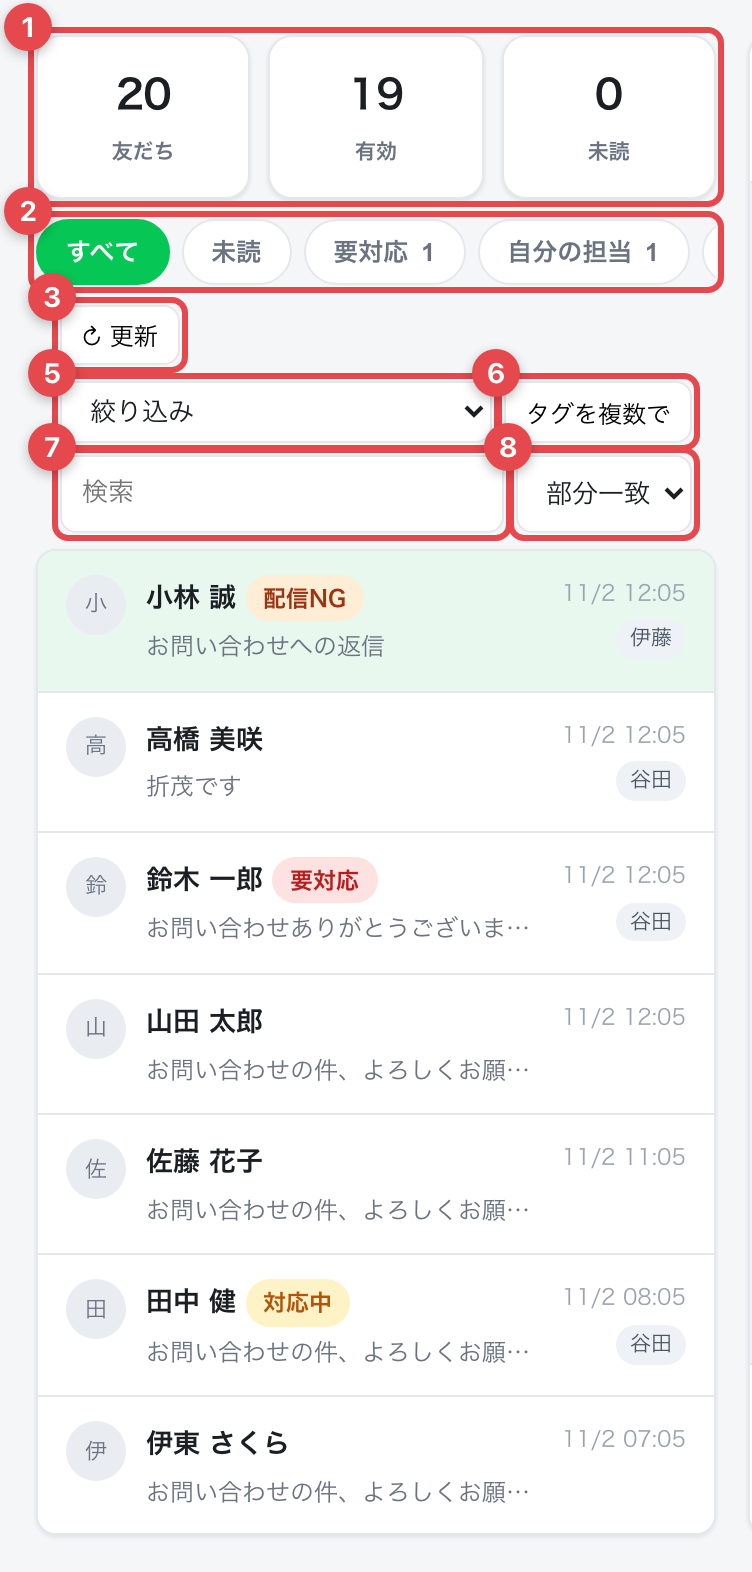 1
20 19 0
友だち 有効 未読
2
すべて 未読 要対応 1 自分の担当 1
3
更新
5 6
絞り込み タグを複数で
7 8
検索 部分一致
小 小林 誠 配信NG 11/2 12:05
お問い合わせへの返信 伊藤
高 高橋 美咲 11/2 12:05
折茂です 谷田
鈴 鈴木 一郎 要対応 11/2 12:05
お問い合わせありがとうございま… 谷田
山 山田 太郎 11/2 12:05
お問い合わせの件、よろしくお願…
佐 佐藤 花子 11/2 11:05
お問い合わせの件、よろしくお願…
田 田中 健 対応中 11/2 08:05
お問い合わせの件、よろしくお願… 谷田
伊 伊東 さくら 11/2 07:05
お問い合わせの件、よろしくお願…